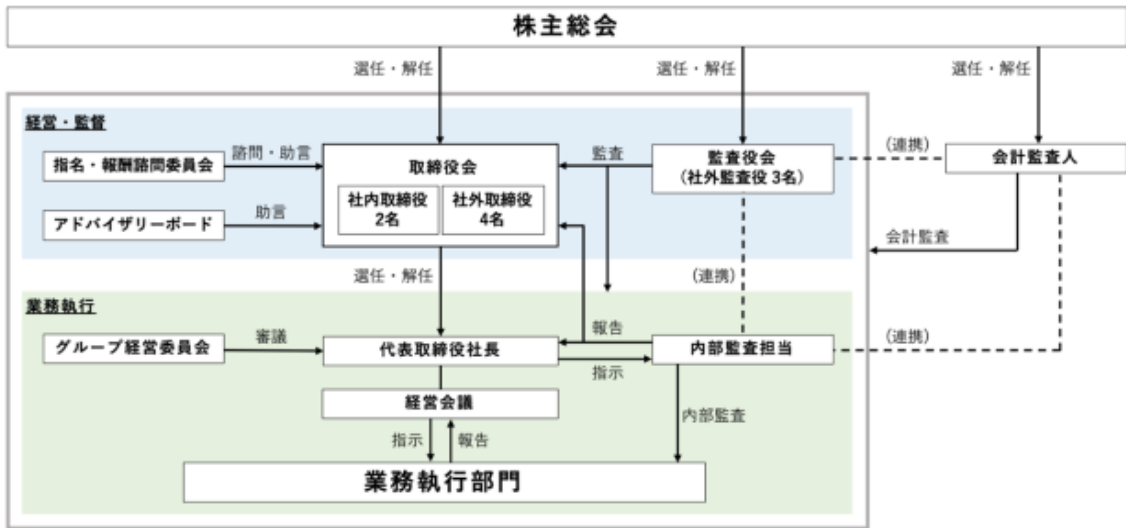 株主総会
選任・解任
選任・解任
選任・解任
経営・監督
指名・報酬諮問委員会
諮問・助言
取締役会
監査
監査役会
(社外監査役 3名)
(連携)
会計監査人
社内取締役
2名
社外取締役
4名
アドバイザリーボード
助言
会計監査
選任・解任
(連携)
業務執行
グループ経営委員会
審議
代表取締役社長
報告
指示
内部監査担当
(連携)
経営会議
内部監査
指示
報告
業務執行部門